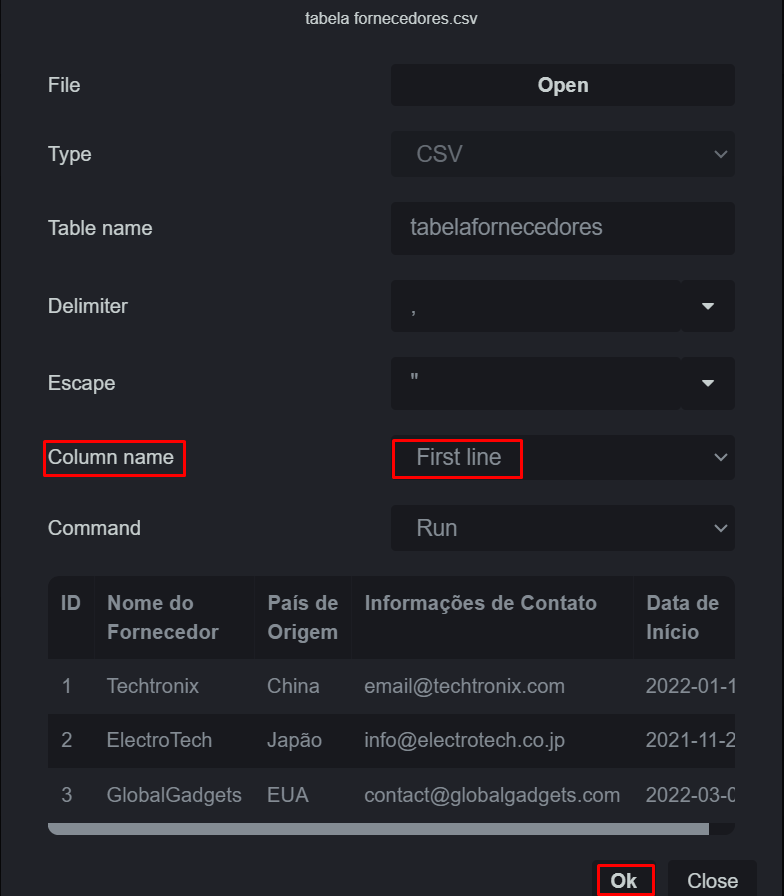 tabela fornecedores.csv
File Open
Type CSV
Table name tabelafornecedores
Delimiter ,
Escape "
Column name First line
Command Run
ID Nome do Fornecedor País de Origem Informações de Contato Data de Início
1 Techtronix China email@techtronix.com 2022-01-1
2 ElectroTech Japão info@electrotech.co.jp 2021-11-2
3 GlobalGadgets EUA contact@globalgadgets.com 2022-03-0
Ok Close